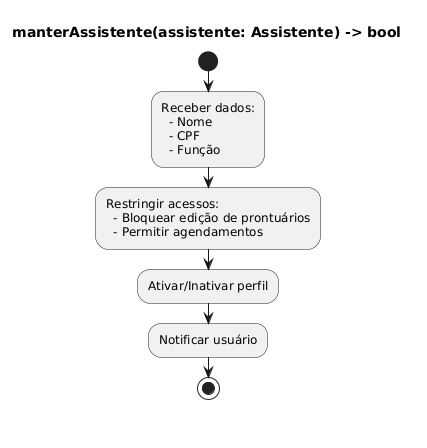 manterAssistente(assistente: Assistente) -> bool
Receber dados:
- Nome
- CPF
- Função
Restringir acessos:
- Bloquear edição de prontuários
- Permitir agendamentos
Ativar/Inativar perfil
Notificar usuário